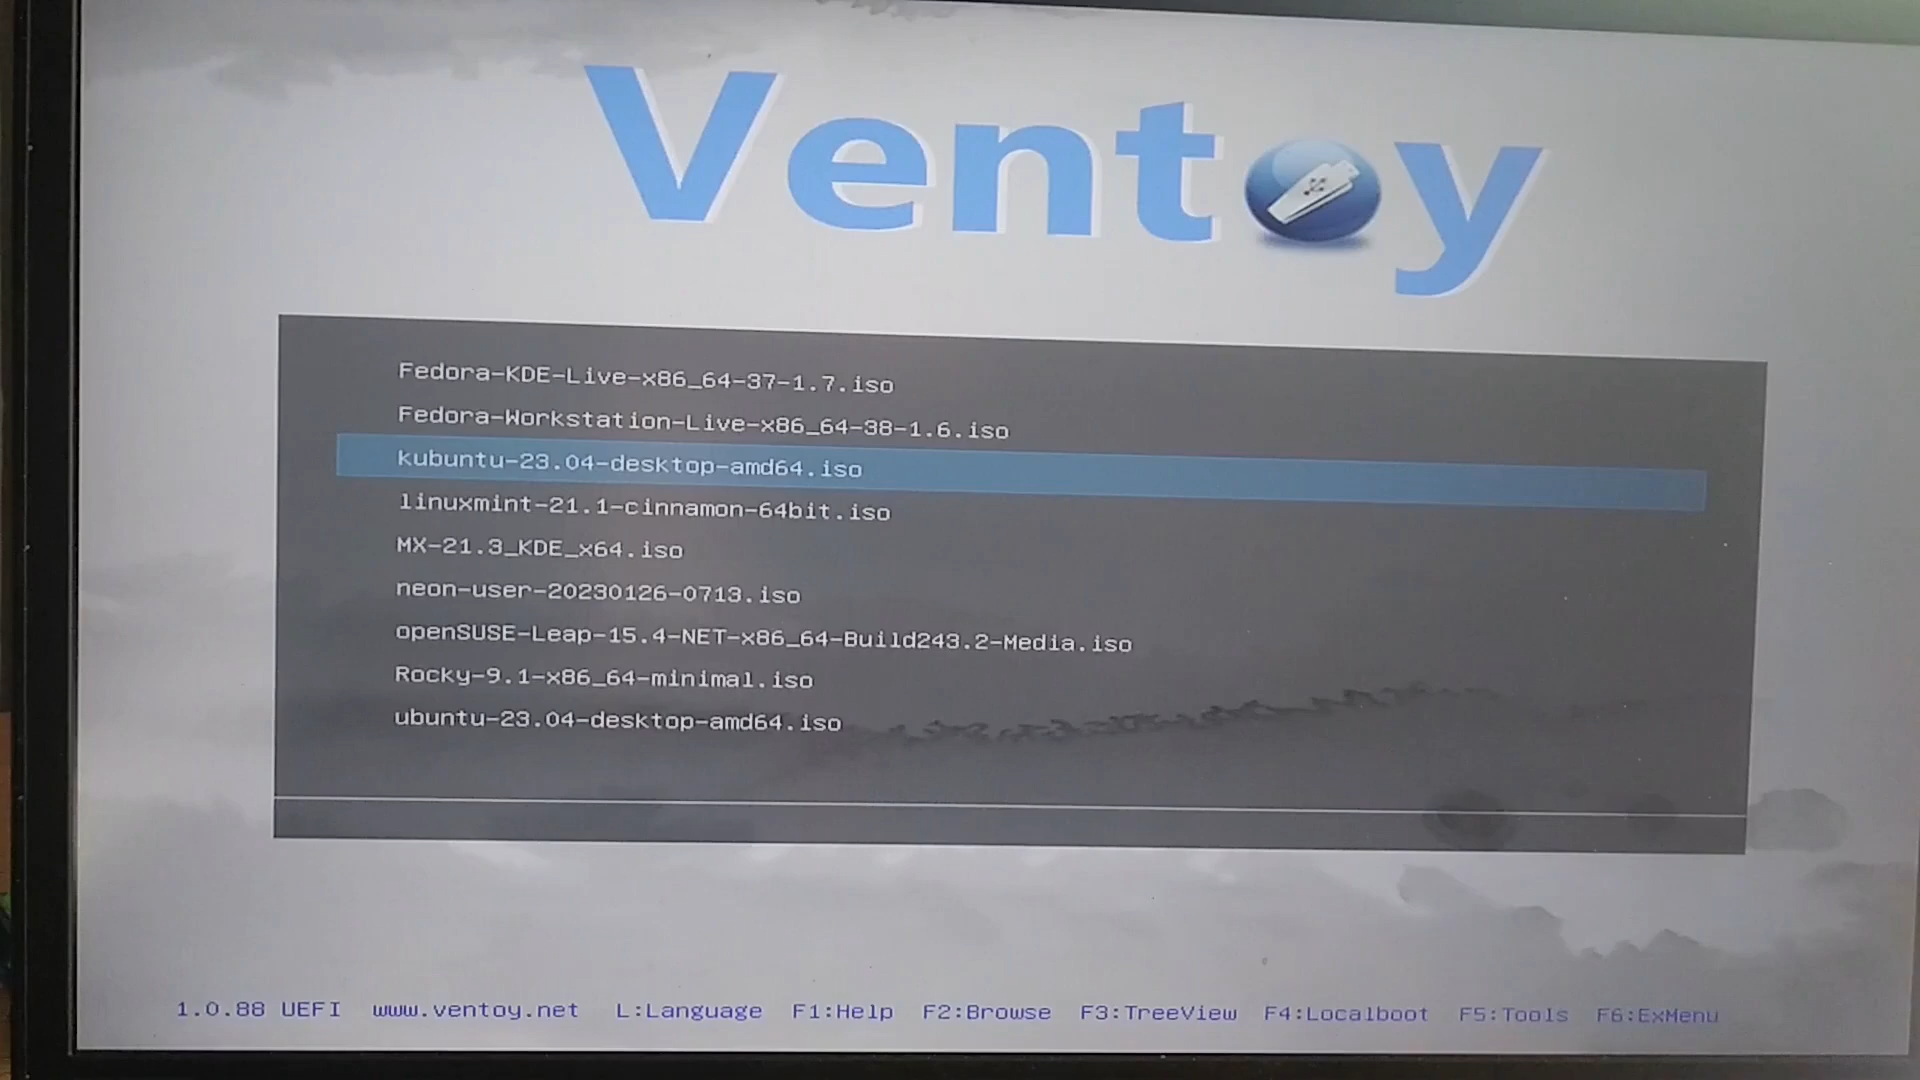 Ventoy
Fedora-KDE-Live-x86_64-37-1.7.iso
Fedora-Workstation-Live-x86_64-38-1.6.iso
kubuntu-23.04-desktop-amd64.iso
linuxmint-21.1-cinnamon-64bit.iso
MX-21.3_KDE_x64.iso
neon-user-20230126-0713.iso
openSUSE-Leap-15.4-NET-x86_64-Build243.2-Media.iso
Rocky-9.1-x86_64-minimal.iso
ubuntu-23.04-desktop-amd64.iso
1.0.88 UEFI www.ventoy.net L:Language F1:Help F2:Browse F3:TreeView F4:Localboot F5:Tools F6:ExMenu